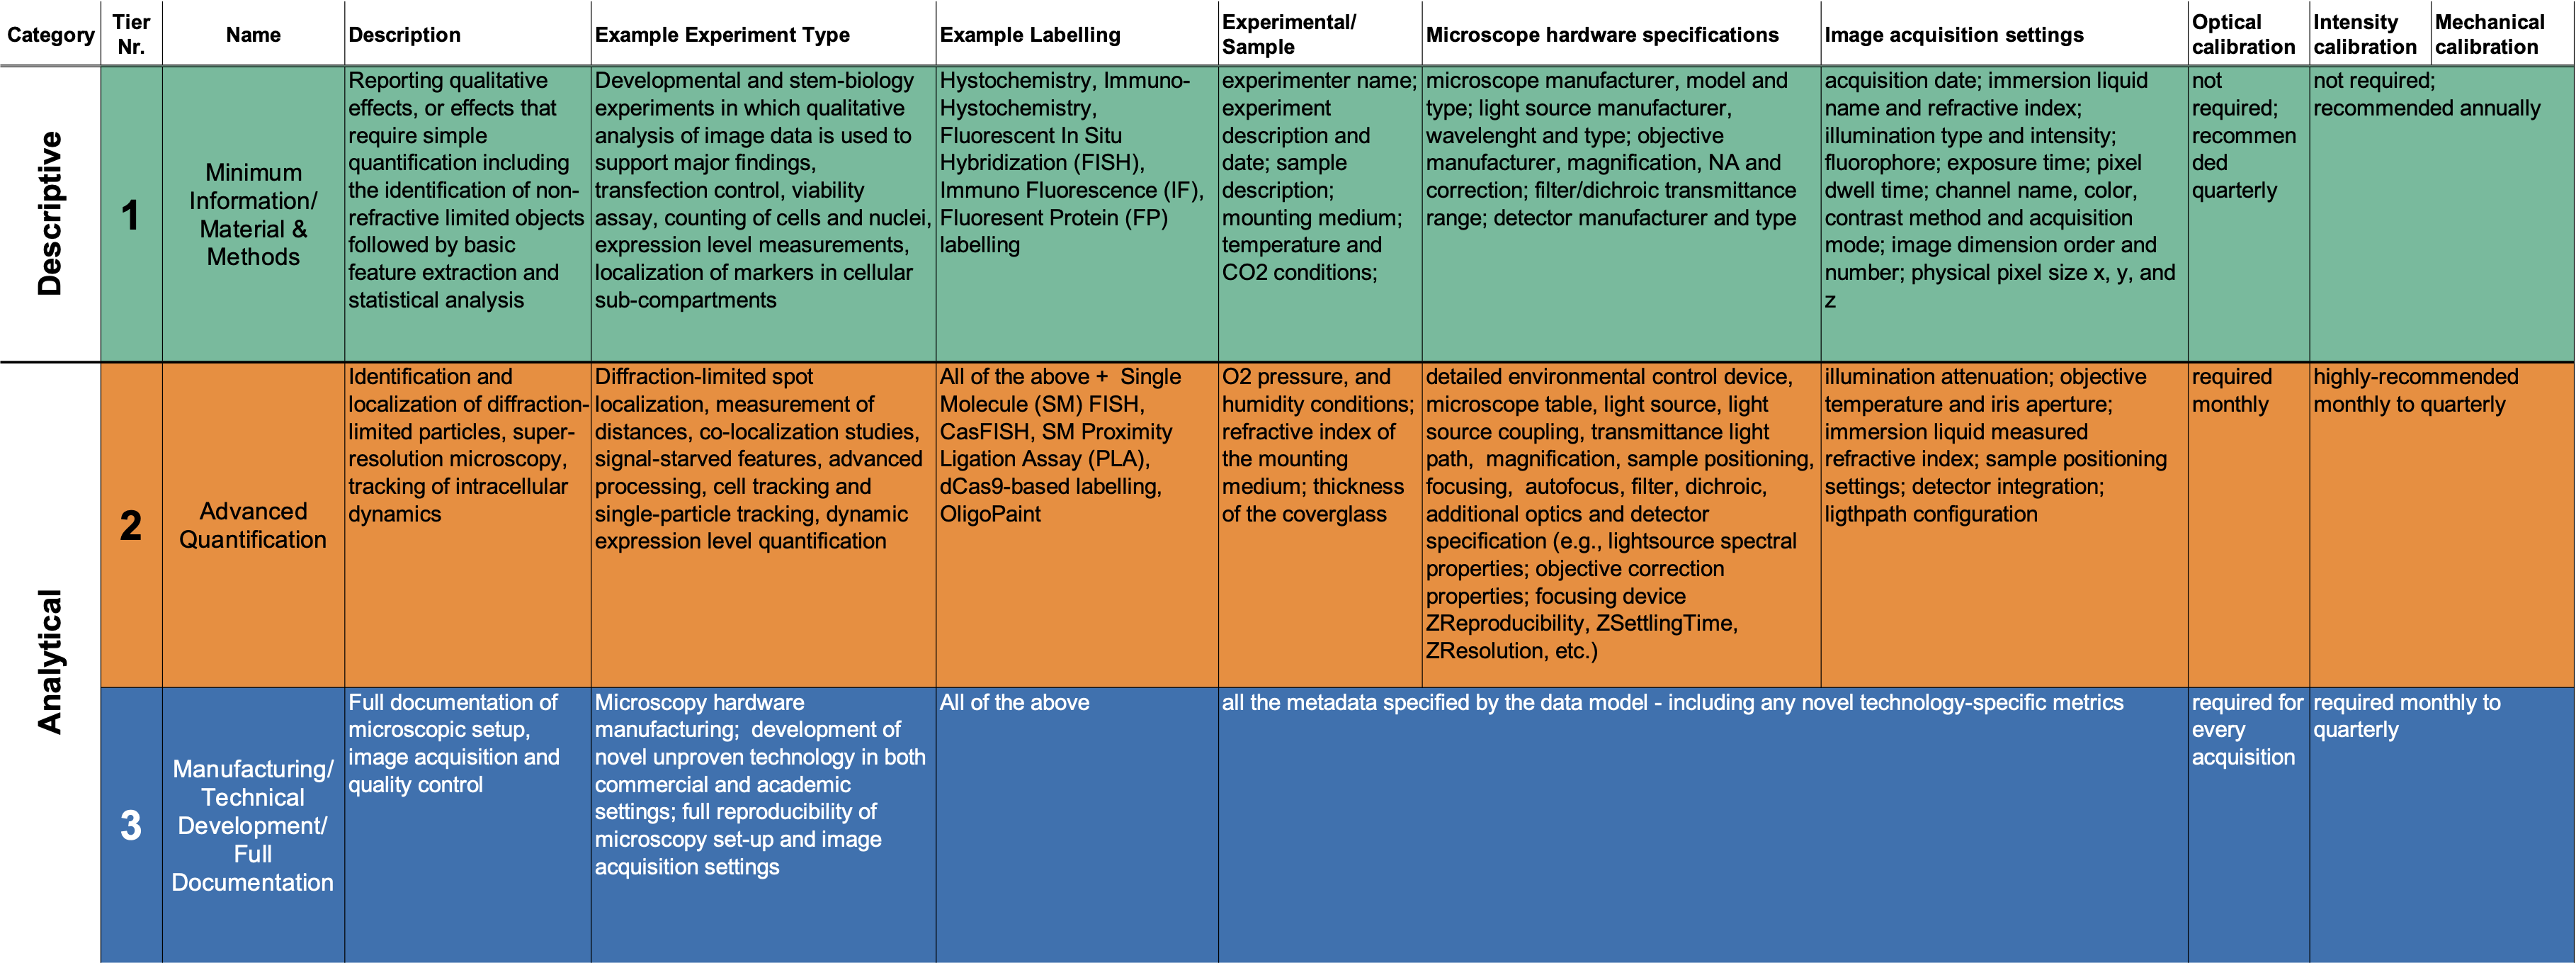 Category
Tier
Nr.
Name
Description
Example Experiment Type
Example Labelling
Experimental/
Sample
Microscope hardware specifications
Image acquisition settings
Optical
calibration
Intensity
calibration
Mechanical
calibration
Descriptive
1
Minimum
Information/
Material &
Methods
Reporting qualitative
effects, or effects that
require simple
quantification including
the identification of non-
refractive limited objects
followed by basic
feature extraction and
statistical analysis
Developmental and stem-biology
experiments in which qualitative
analysis of image data is used to
support major findings,
transfection control, viability
assay, counting of cells and nuclei,
expression level measurements,
localization of markers in cellular
sub-compartments
Hystochemistry, Immuno-
Hystochemistry,
Fluorescent In Situ
Hybridization (FISH),
Immuno Fluorescence (IF),
Fluoresent Protein (FP)
labelling
experimenter name;
experiment
description and
date; sample
description;
mounting medium;
temperature and
CO2 conditions;
microscope manufacturer, model and
type; light source manufacturer,
wavelenght and type; objective
manufacturer, magnification, NA and
correction; filter/dichroic transmittance
range; detector manufacturer and type
acquisition date; immersion liquid
name and refractive index;
illumination type and intensity;
fluorophore; exposure time; pixel
dwell time; channel name, color,
contrast method and acquisition
mode; image dimension order and
number; physical pixel size x, y, and
z
not
required;
recommen
ded
quarterly
not required;
recommended annually
Analytical
2
Advanced
Quantification
Identification and
localization of diffraction-
limited particles, super-
resolution microscopy,
tracking of intracellular
dynamics
Diffraction-limited spot
localization, measurement of
distances, co-localization studies,
signal-starved features, advanced
processing, cell tracking and
single-particle tracking, dynamic
expression level quantification
All of the above + Single
Molecule (SM) FISH,
CasFISH, SM Proximity
Ligation Assay (PLA),
dCas9-based labelling,
OligoPaint
O2 pressure, and
humidity conditions;
refractive index of
the mounting
medium; thickness
of the coverglass
detailed environmental control device,
microscope table, light source, light
source coupling, transmittance light
path, magnification, sample positioning,
focusing, autofocus, filter, dichroic,
additional optics and detector
specification (e.g., lightsource spectral
properties; objective correction
properties; focusing device
ZReproducibility, ZSettlingTime,
ZResolution, etc.)
illumination attenuation; objective
temperature and iris aperture;
immersion liquid measured
refractive index; sample positioning
settings; detector integration;
ligthpath configuration
required
monthly
highly-recommended
monthly to quarterly
3
Manufacturing/
Technical
Development/
Full
Documentation
Full documentation of
microscopic setup,
image acquisition and
quality control
Microscopy hardware
manufacturing; development of
novel unproven technology in both
commercial and academic
settings; full reproducibility of
microscopy set-up and image
acquisition settings
All of the above
all the metadata specified by the data model - including any novel technology-specific metrics
required for
every
acquisition
required monthly to
quarterly